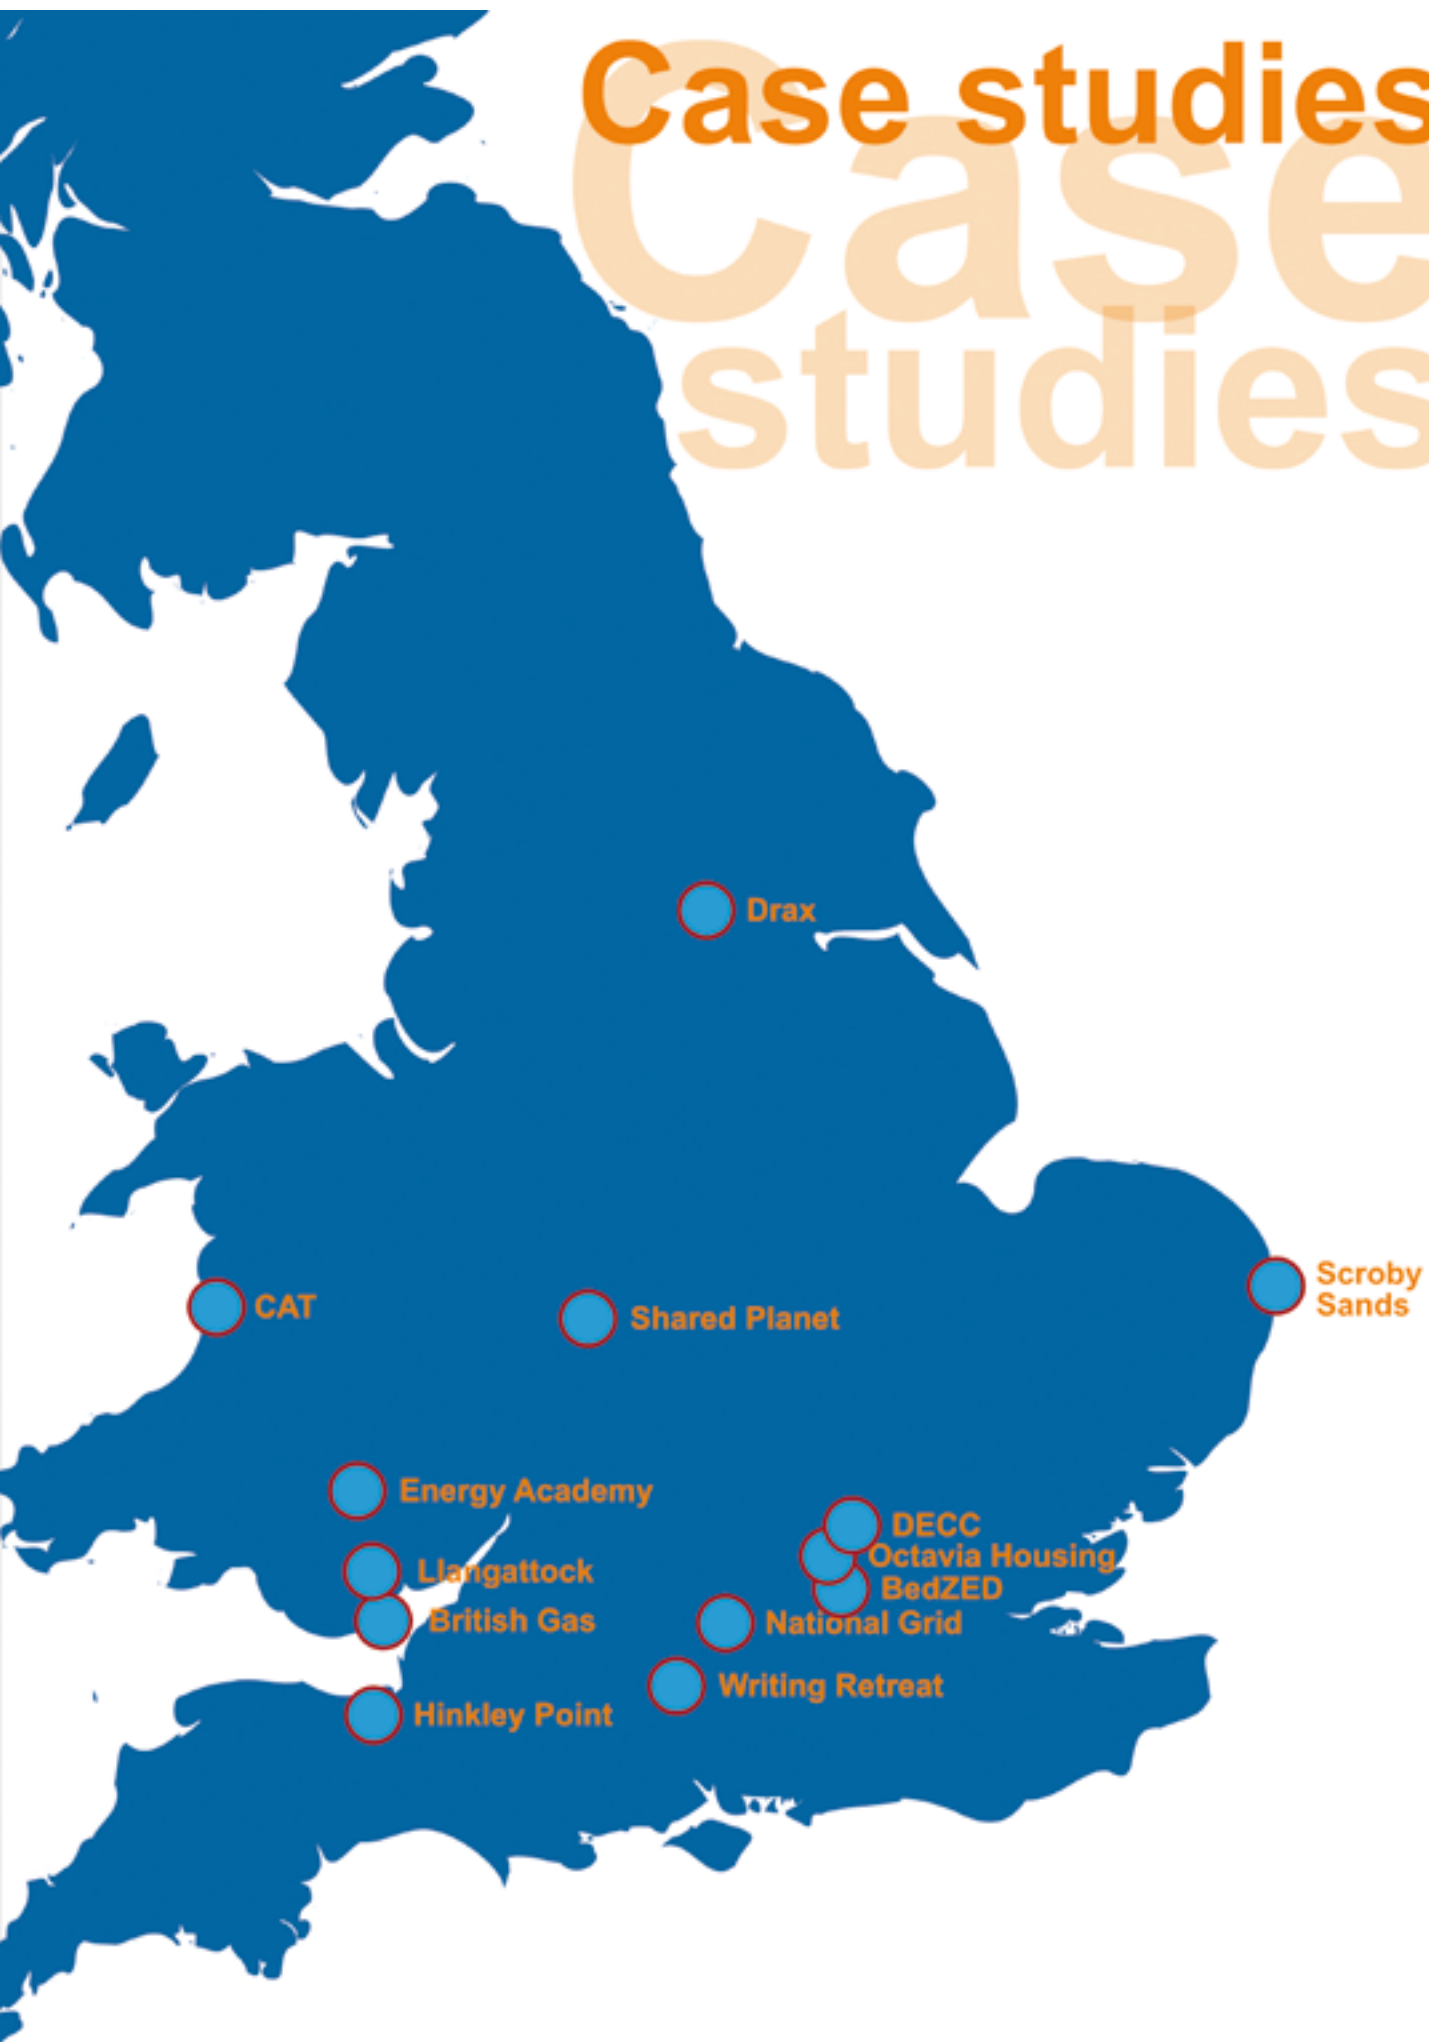 Case studies
Case
studies
Drax
Scroby
Sands
CAT
Shared Planet
Energy Academy
DECC
Octavia Housing
Llangattock
BedZED
British Gas
National Grid
Writing Retreat
Hinkley Point